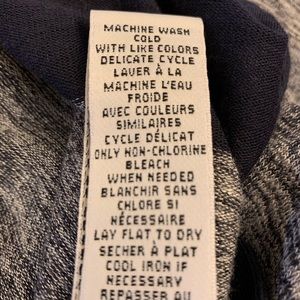 MACHINE WASH
COLD
WITH LIKE COLORS
DELICATE CYCLE
LAVER À LA
MACHINE L'EAU
FROIDE
AVEC COULEURS
SIMILAIRES
CYCLE DÉLICAT
ONLY NON-CHLORINE
BLEACH
WHEN NEEDED
BLANCHIR SANS
CHLORE SI
NÉCESSAIRE
LAY FLAT TO DRY
SECHER À PLAT
COOL IRON IF
NECESSARY
REPASSER AU